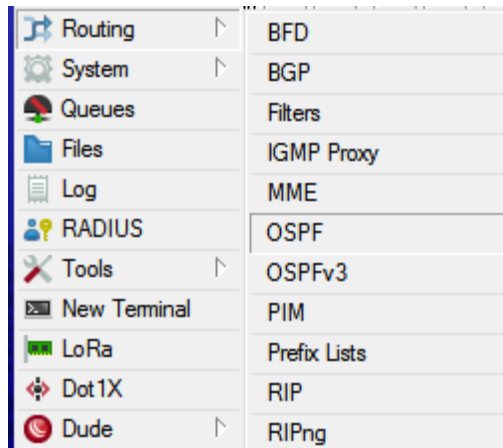 Routing
System
Queues
Files
Log
RADIUS
Tools
New Terminal
LoRa
Dot1X
Dude
BFD
BGP
Filters
IGMP Proxy
MME
OSPF
OSPFv3
PIM
Prefix Lists
RIP
RIPng